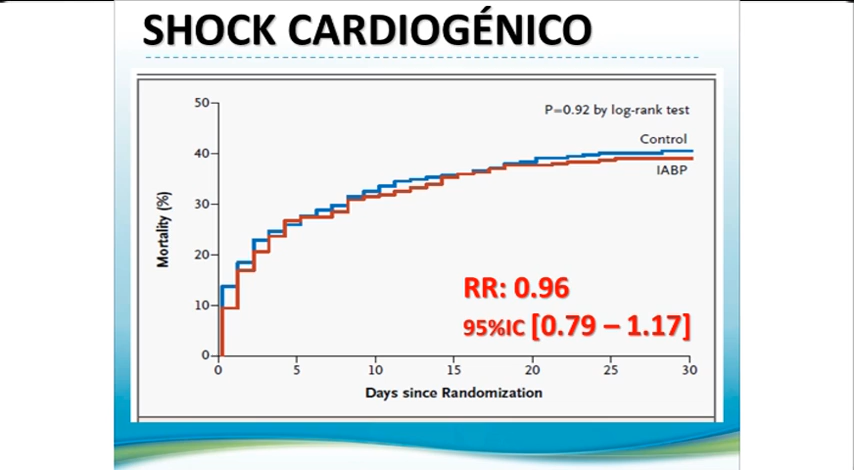 SHOCK CARDIOGÉNICO
P=0.92 by log-rank test
Control
IABP
50
40
30
20
10
0
Mortality (%)
RR: 0.96
95%IC [0.79 – 1.17]
0 5 10 15 20 25 30
Days since Randomization